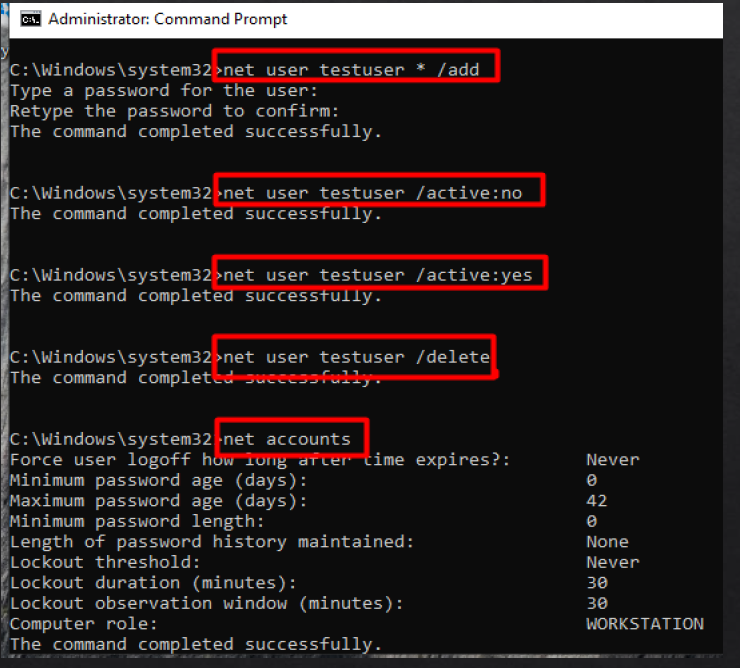 Administrator: Command Prompt
C:\Windows\system32>net user testuser * /add
Type a password for the user:
Retype the password to confirm:
The command completed successfully.
C:\Windows\system32>net user testuser /active:no
The command completed successfully.
C:\Windows\system32>net user testuser /active:yes
The command completed successfully.
C:\Windows\system32>net user testuser /delete
The command completed successfully.
C:\Windows\system32>net accounts
Force user logoff how long after time expires?: Never
Minimum password age (days): 0
Maximum password age (days): 42
Minimum password length: 0
Length of password history maintained: None
Lockout threshold: Never
Lockout duration (minutes): 30
Lockout observation window (minutes): 30
Computer role: WORKSTATION
The command completed successfully.